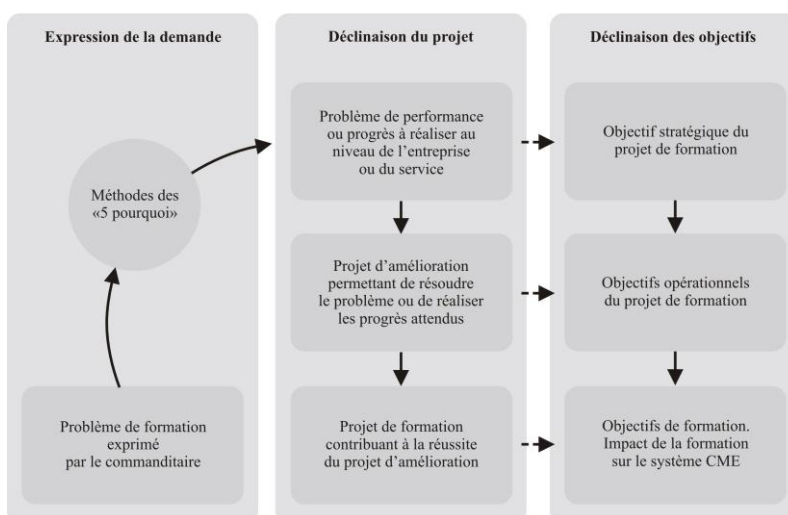 Expression de la demande
Méthodes des
«5 pourquoi»
Problème de formation
exprimé
par le commanditaire
Déclinaison du projet
Problème de performance
ou progrès à réaliser au
niveau de l'entreprise
ou du service
Projet d'amélioration
permettant de résoudre
le problème ou de réaliser
les progrès attendus
Projet de formation
contribuant à la réussite
du projet d'amélioration
Déclinaison des objectifs
Objectif stratégique du
projet de formation
Objectifs opérationnels
du projet de formation
Objectifs de formation.
Impact de la formation
sur le système CME